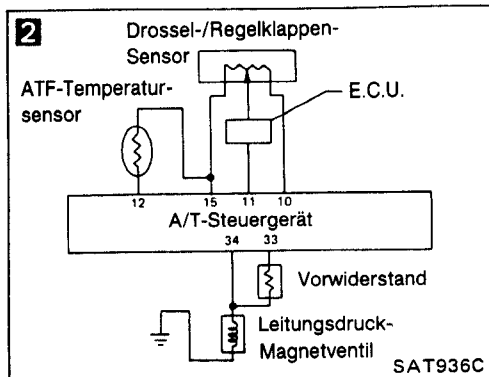 2
Drossel-/Regelklappen-
Sensor
ATF-Temperatur-
sensor
E.C.U.
12 15 11 10
A/T-Steuergerät
34 33
Vorwiderstand
Leitungsdruck-
Magnetventil
SAT936C